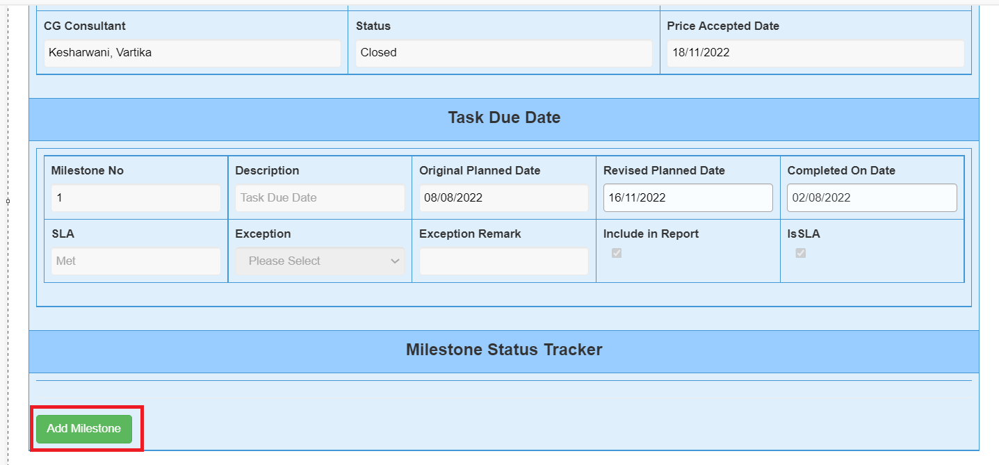 CG Consultant Status Price Accepted Date
Kesharwani, Vartika Closed 18/11/2022
Task Due Date
Milestone No Description Original Planned Date Revised Planned Date Completed On Date
1 Task Due Date 08/08/2022 16/11/2022 02/08/2022
SLA Exception Exception Remark Include in Report IsSLA
Met Please Select
Milestone Status Tracker
Add Milestone